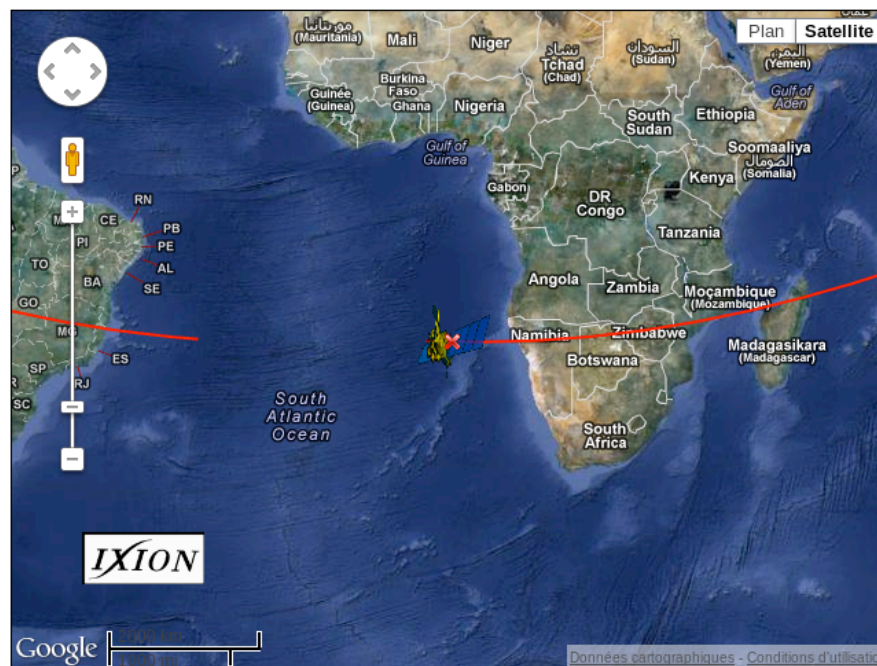 موريتانيا
(Mauritania)
Mali
Niger
تشاد
Tchad
(Chad)
السودان
(Sudan)
اليمن
(Yemen)
Plan
Satellite
Burkina
Faso
Guinée
(Guinea)
Ghana
Nigeria
South
Sudan
Ethiopia
Gulf of
Aden
Soomaaliya
الصومال
(Somalia)
Gulf of
Guinea
Gabon
DR
Congo
Kenya
Tanzania
RN
CE
PB
PI
PE
TO
AL
BA
SE
GO
MG
ES
SP
RJ
SC
Angola
Zambia
Moçambique
(Mozambique)
Namibia
Zimbabwe
Botswana
Madagasikara
(Madagascar)
South
Africa
South
Atlantic
Ocean
IXION
Google
Données cartographiques - Conditions d'utilisatio